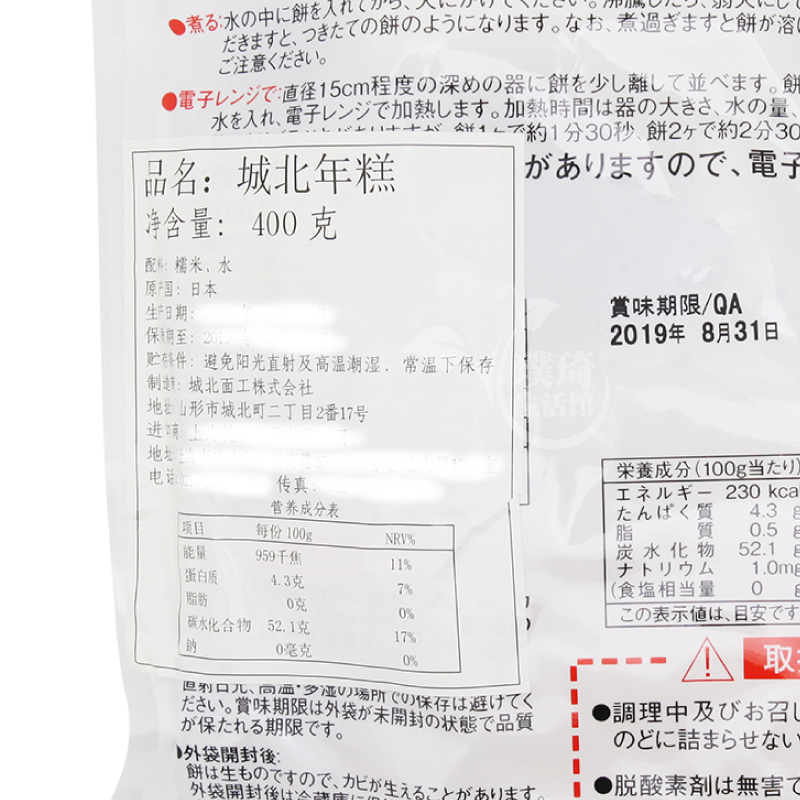 ●煮る:水の中に餅を入れてから、火にかけてください。沸騰したら、弱火にして
だきますと、つきたての餅のようになります。なお、煮過ぎますと餅が溶
ご注意ください。
●電子レンジで:直径15cm程度の深めの器に餅を少し離して並べます。餅
水を入れ、電子レンジで加熱します。加熱時間は器の大きさ、水の量、
餅1ヶで約1分30秒、餅2ヶで約2分30
がありますので、電子
品名：城北年糕
净含量：400克
配料：糯米、水
原产国：日本
生产日期：
保质期至：201
贮存条件：避免阳光直射及高温潮湿，常温下保存
制造商：城北面工株式会社
地址：山形市城北町二丁目2番17号
进口商：
地址
电话
传真
营养成分表
项目 每份100g NRV%
能量 959千焦 11%
蛋白质 4.3克 7%
脂肪 0克 0%
碳水化合物 52.1克 17%
钠 0毫克 0%
賞味期限/QA
2019年 8月31日
璞琦
生活馆
栄養成分(100g当たり)
エネルギー 230 kcal
たんぱく質 4.3 g
脂質 0.5 g
炭水化物 52.1 g
ナトリウム 1.0mg
(食塩相当量 0 g
この表示値は、目安です
取
●調理中及びお召し
のどに詰まらせない
●脱酸素剤は無害で
直射日光、高温・多湿の場所での保存は避けてく
ださい。賞味期限は外袋が未開封の状態で品質
が保たれる期限です。
●外袋開封後:
餅は生ものですので、カビが生えることがあります。
外袋開封後は冷蔵庫に